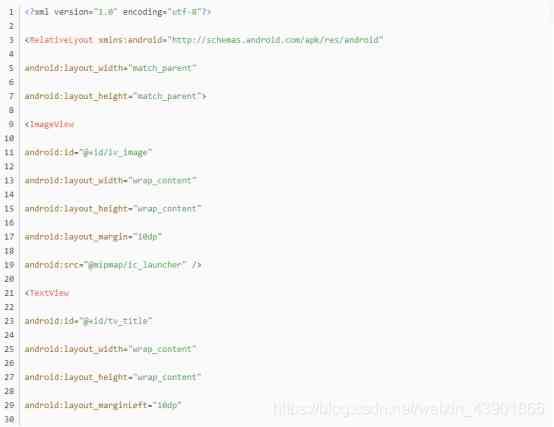 1 <?xml version="1.0" encoding="utf-8"?>
2
3 <RelativeLayout xmlns:android="http://schemas.android.com/apk/res/android"
4
5 android:layout_width="match_parent"
6
7 android:layout_height="match_parent">
8
9 <ImageView
10
11 android:id="@+id/iv_image"
12
13 android:layout_width="wrap_content"
14
15 android:layout_height="wrap_content"
16
17 android:layout_margin="10dp"
18
19 android:src="@mipmap/ic_launcher" />
20
21 <TextView
22
23 android:id="@+id/tv_title"
24
25 android:layout_width="wrap_content"
26
27 android:layout_height="wrap_content"
28
29 android:layout_marginLeft="10dp"
30
https://blog.csdn.net/weixin_43901866